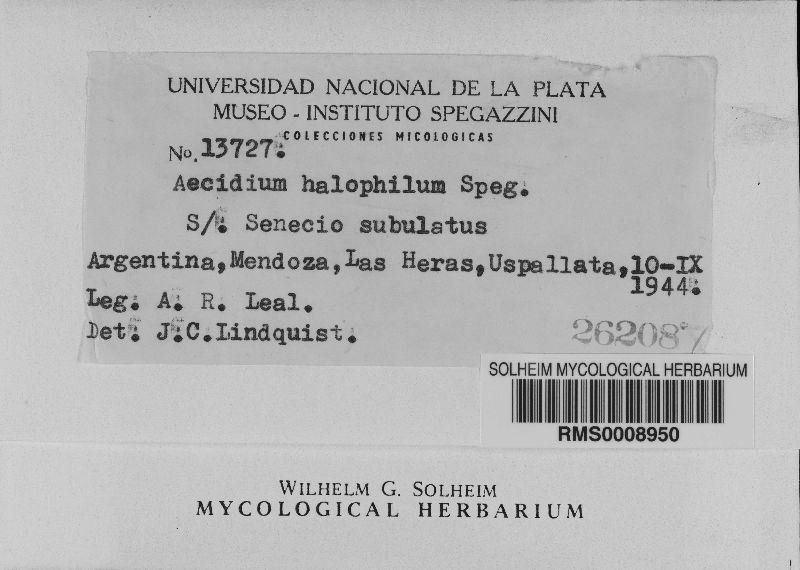 UNIVERSIDAD NACIONAL DE LA PLATA
MUSEO - INSTITUTO SPEGAZZINI
COLECCIONES MICOLOGICAS
No. 13727.
Aecidium halophilum Speg.
S/. Senecio subulatus
Argentina, Mendoza, Las Heras, Uspallata, 10-IX
1944.
Leg. A. R. Leal.
Det. J.C. Lindquist.
26208
SOLHEIM MYCOLOGICAL HERBARIUM
RMS0008950
WILHELM G. SOLHEIM
MYCOLOGICAL HERBARIUM